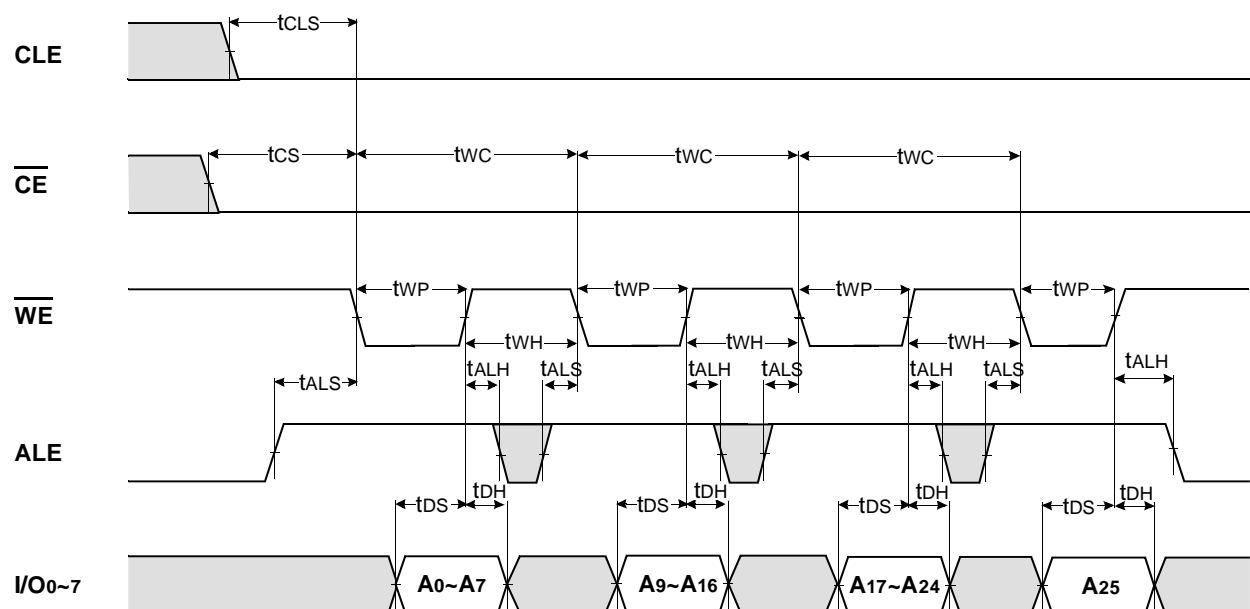 CLE
tCLS
CE
tCS tWC tWC tWC
WE
tWP tWP tWP tWP
tWH tWH tWH
tALS tALH tALS tALH tALS tALH tALS tALH
ALE
tDS tDH tDS tDH tDS tDH tDS tDH
I/O0~7 A0~A7 A9~A16 A17~A24 A25